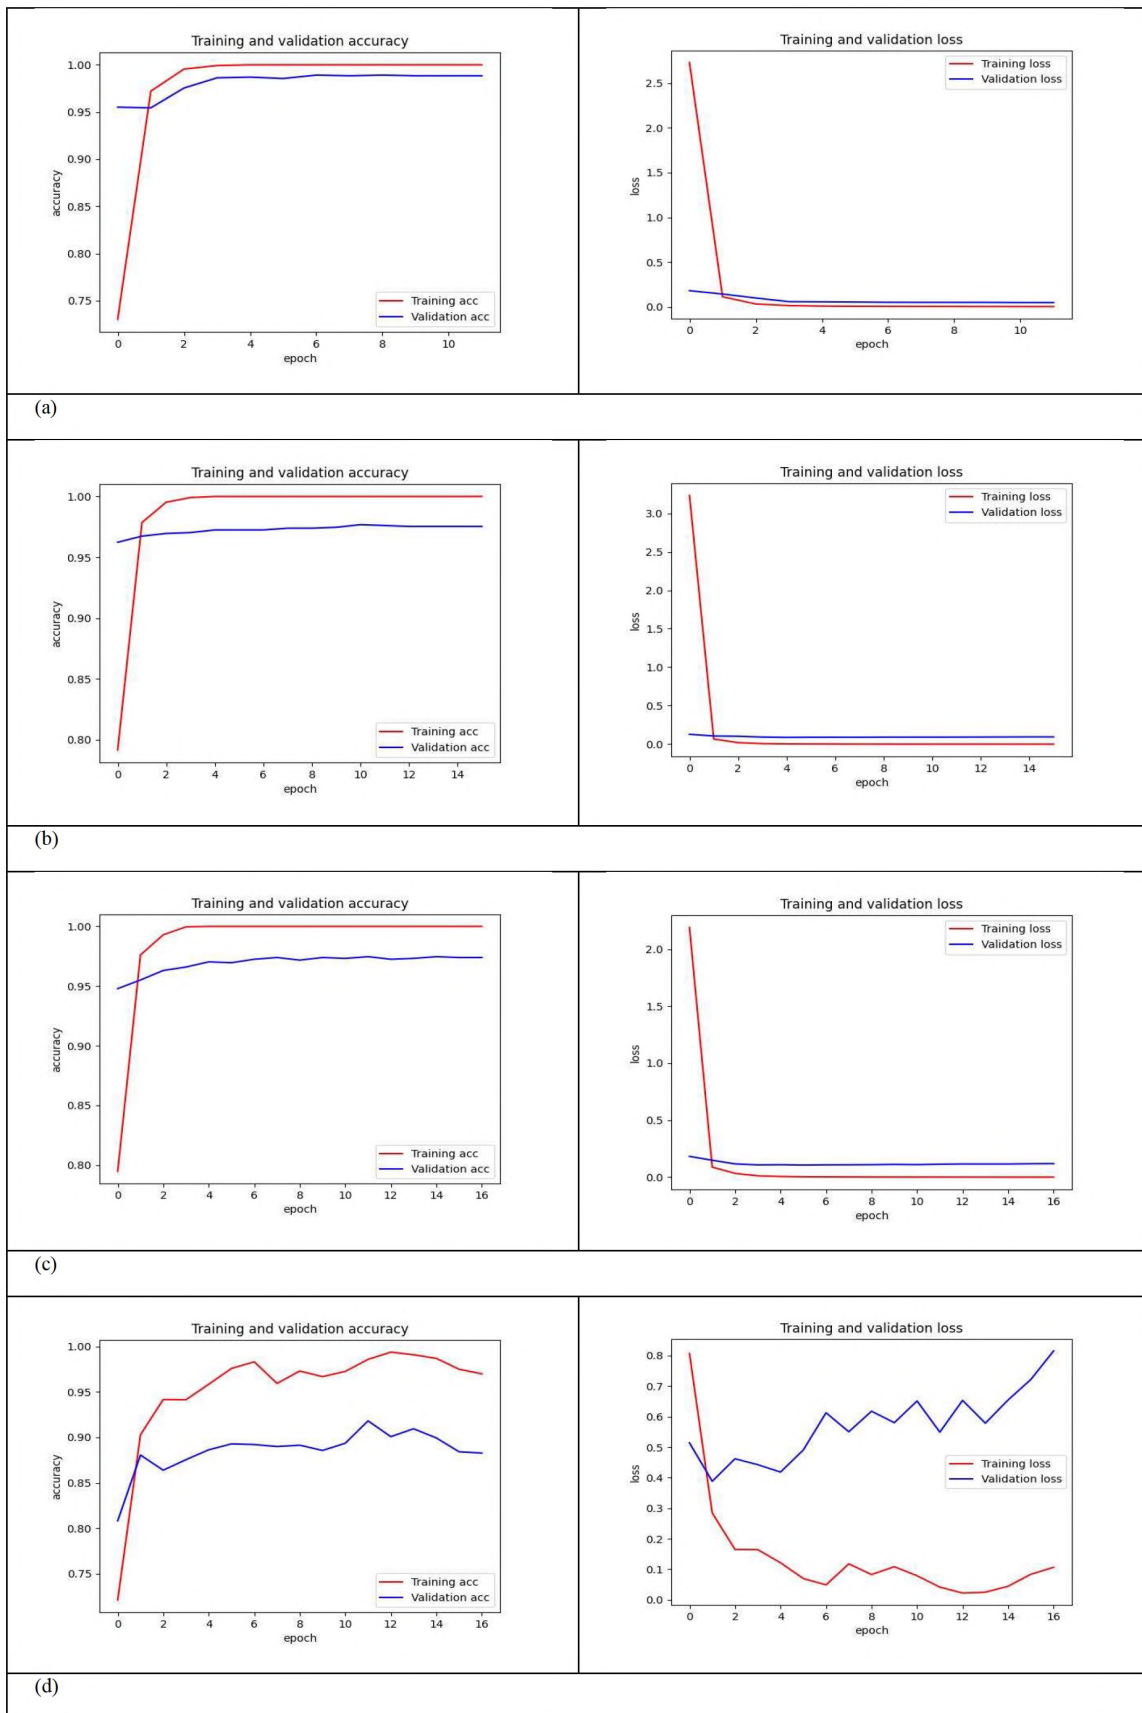 Training and validation accuracy
1.00
0.95
0.90
0.85
0.80
0.75
accuracy
Training acc
Validation acc
0 2 4 6 8 10
epoch
Training and validation loss
Training loss
Validation loss
2.5
2.0
1.5
1.0
0.5
0.0
loss
0 2 4 6 8 10
epoch
(a)
Training and validation accuracy
1.00
0.95
0.90
0.85
0.80
accuracy
Training acc
Validation acc
0 2 4 6 8 10 12 14
epoch
Training and validation loss
Training loss
Validation loss
3.0
2.5
2.0
1.5
1.0
0.5
0.0
loss
0 2 4 6 8 10 12 14
epoch
(b)
Training and validation accuracy
1.00
0.95
0.90
0.85
0.80
accuracy
Training acc
Validation acc
0 2 4 6 8 10 12 14 16
epoch
Training and validation loss
Training loss
Validation loss
2.0
1.5
1.0
0.5
0.0
loss
0 2 4 6 8 10 12 14 16
epoch
(c)
Training and validation accuracy
1.00
0.95
0.90
0.85
0.80
0.75
accuracy
Training acc
Validation acc
0 2 4 6 8 10 12 14 16
epoch
Training and validation loss
0.8
0.7
0.6
0.5
0.4
0.3
0.2
0.1
0.0
loss
Training loss
Validation loss
0 2 4 6 8 10 12 14 16
epoch
(d)